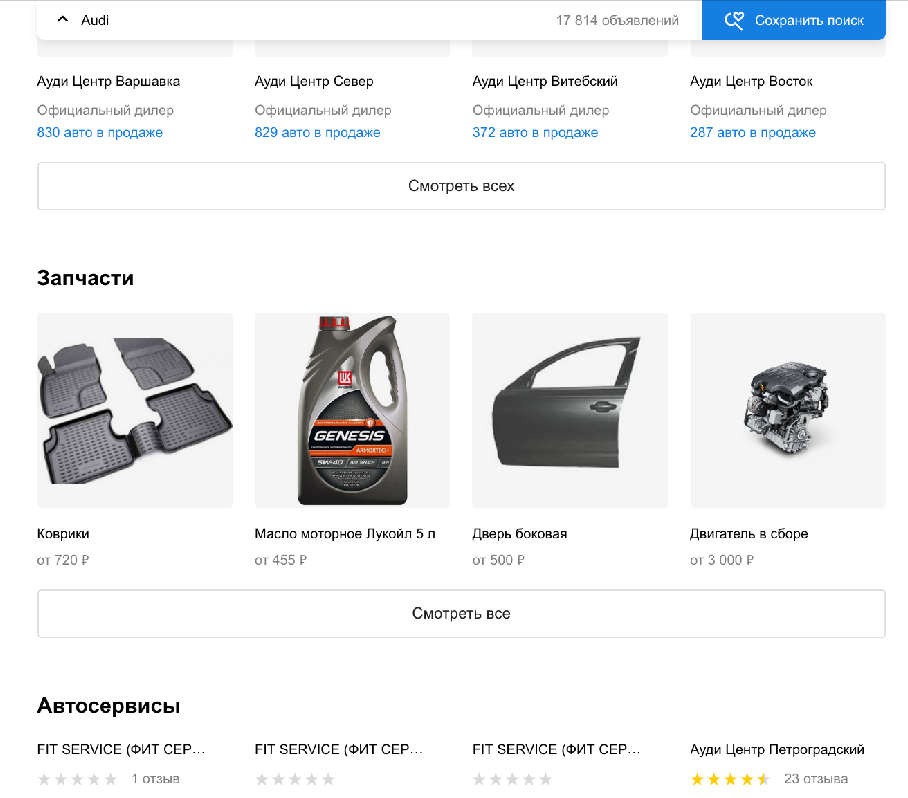 Audi
17 814 объявлений
Сохранить поиск
Ауди Центр Варшавка
Ауди Центр Север
Ауди Центр Витебский
Ауди Центр Восток
Официальный дилер
Официальный дилер
Официальный дилер
Официальный дилер
830 авто в продаже
829 авто в продаже
372 авто в продаже
287 авто в продаже
Смотреть всех
Запчасти
GENESIS
ARMORTECH
5W40
Коврики
Масло моторное Лукойл 5 л
Дверь боковая
Двигатель в сборе
от 720 ₽
от 455 ₽
от 500 ₽
от 3 000 ₽
Смотреть все
Автосервисы
FIT SERVICE (ФИТ СЕР…
FIT SERVICE (ФИТ СЕР…
FIT SERVICE (ФИТ СЕР…
Ауди Центр Петроградский
1 отзыв
23 отзыва